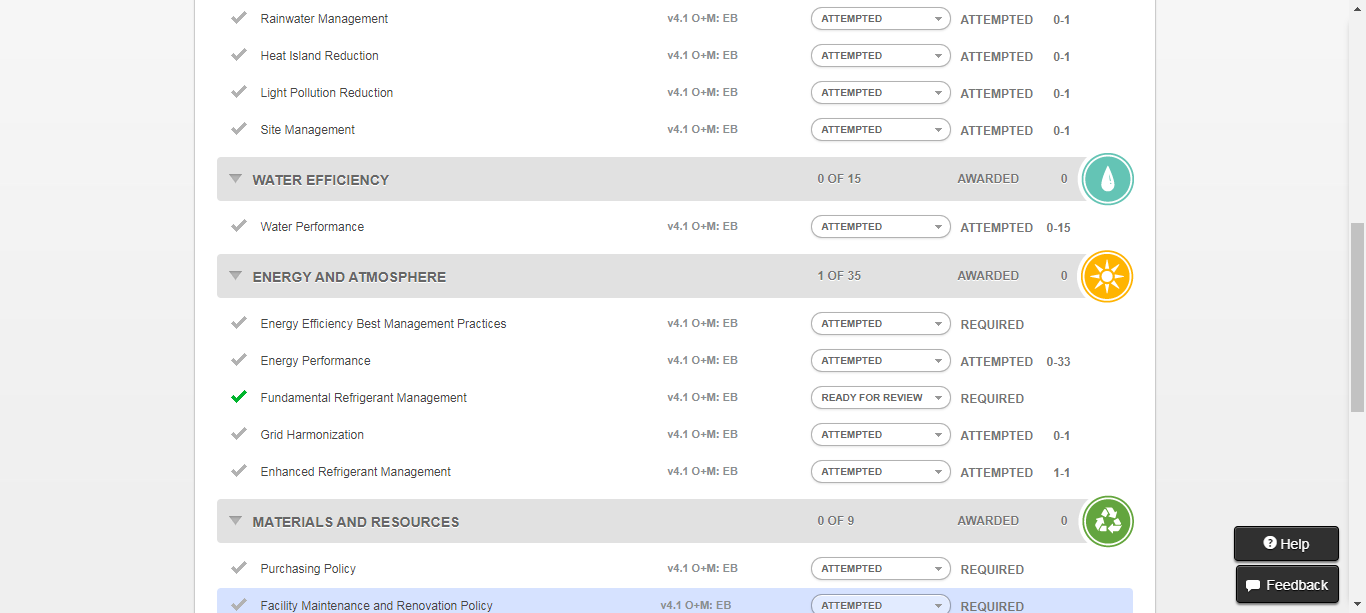 Rainwater Management v4.1 O+M: EB ATTEMPTED ATTEMPTED 0-1
Heat Island Reduction v4.1 O+M: EB ATTEMPTED ATTEMPTED 0-1
Light Pollution Reduction v4.1 O+M: EB ATTEMPTED ATTEMPTED 0-1
Site Management v4.1 O+M: EB ATTEMPTED ATTEMPTED 0-1
WATER EFFICIENCY 0 OF 15 AWARDED 0
Water Performance v4.1 O+M: EB ATTEMPTED ATTEMPTED 0-15
ENERGY AND ATMOSPHERE 1 OF 35 AWARDED 0
Energy Efficiency Best Management Practices v4.1 O+M: EB ATTEMPTED REQUIRED
Energy Performance v4.1 O+M: EB ATTEMPTED ATTEMPTED 0-33
Fundamental Refrigerant Management v4.1 O+M: EB READY FOR REVIEW REQUIRED
Grid Harmonization v4.1 O+M: EB ATTEMPTED ATTEMPTED 0-1
Enhanced Refrigerant Management v4.1 O+M: EB ATTEMPTED ATTEMPTED 1-1
MATERIALS AND RESOURCES 0 OF 9 AWARDED 0
Purchasing Policy v4.1 O+M: EB ATTEMPTED REQUIRED
Facility Maintenance and Renovation Policy v4.1 O+M: EB ATTEMPTED REQUIRED
Help
Feedback